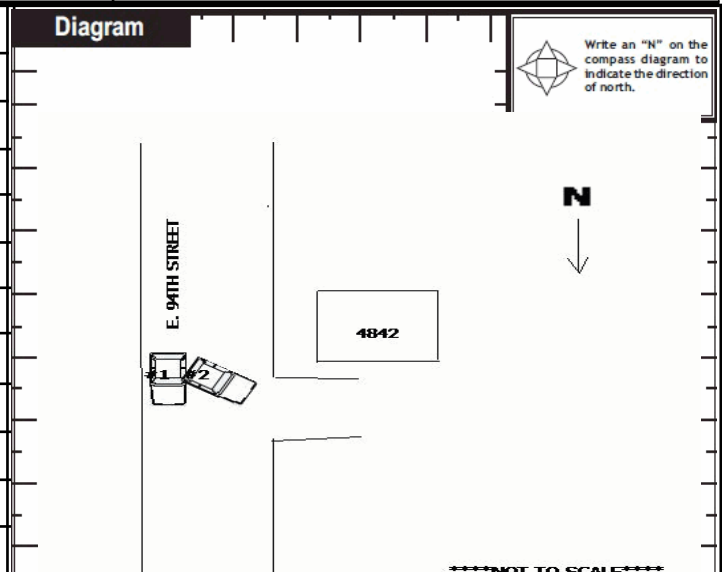 Diagram
Write an "N" on the
compass diagram to
indicate the direction
of north.
N
E. 94TH STREET
4842
#1 #2
****NOT TO SCALE****